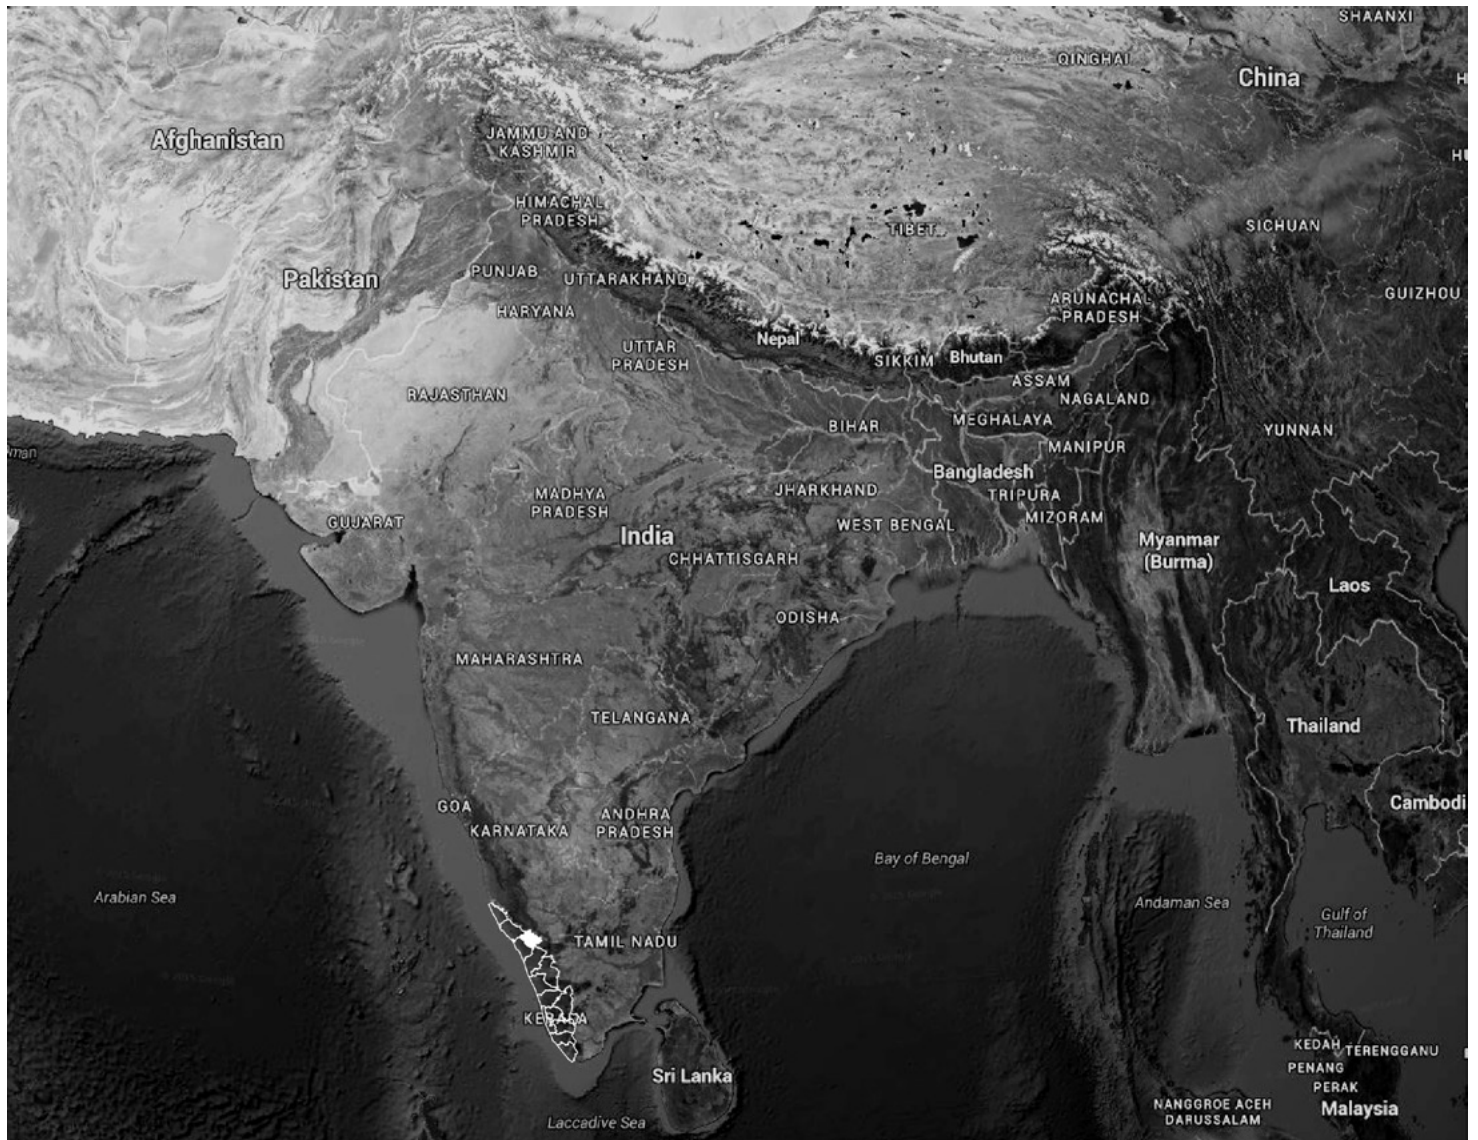 SHAANXI
QINGHAI
China
Afghanistan
JAMMU AND
KASHMIR
HIMACHAL
PRADESH
TIBET
SICHUAN
Pakistan
PUNJAB
UTTARAKHAND
HARYANA
ARUNACHAL
PRADESH
GUIZHOU
Nepal
UTTAR
PRADESH
SIKKIM
Bhutan
RAJASTHAN
ASSAM
NAGALAND
MEGHALAYA
BIHAR
YUNNAN
MANIPUR
Bangladesh
JHARKHAND
TRIPURA
MADHYA
PRADESH
MIZORAM
GUJARAT
WEST BENGAL
India
Myanmar
(Burma)
CHHATTISGARH
Laos
ODISHA
MAHARASHTRA
TELANGANA
Thailand
GOA
Cambodi
KARNATAKA
ANDHRA
PRADESH
Bay of Bengal
Arabian Sea
Andaman Sea
Gulf of
Thailand
TAMIL NADU
KERALA
KEDAH
TERENGGANU
PENANG
Sri Lanka
PERAK
NANGGROE ACEH
DARUSSALAM
Malaysia
Laccadive Sea